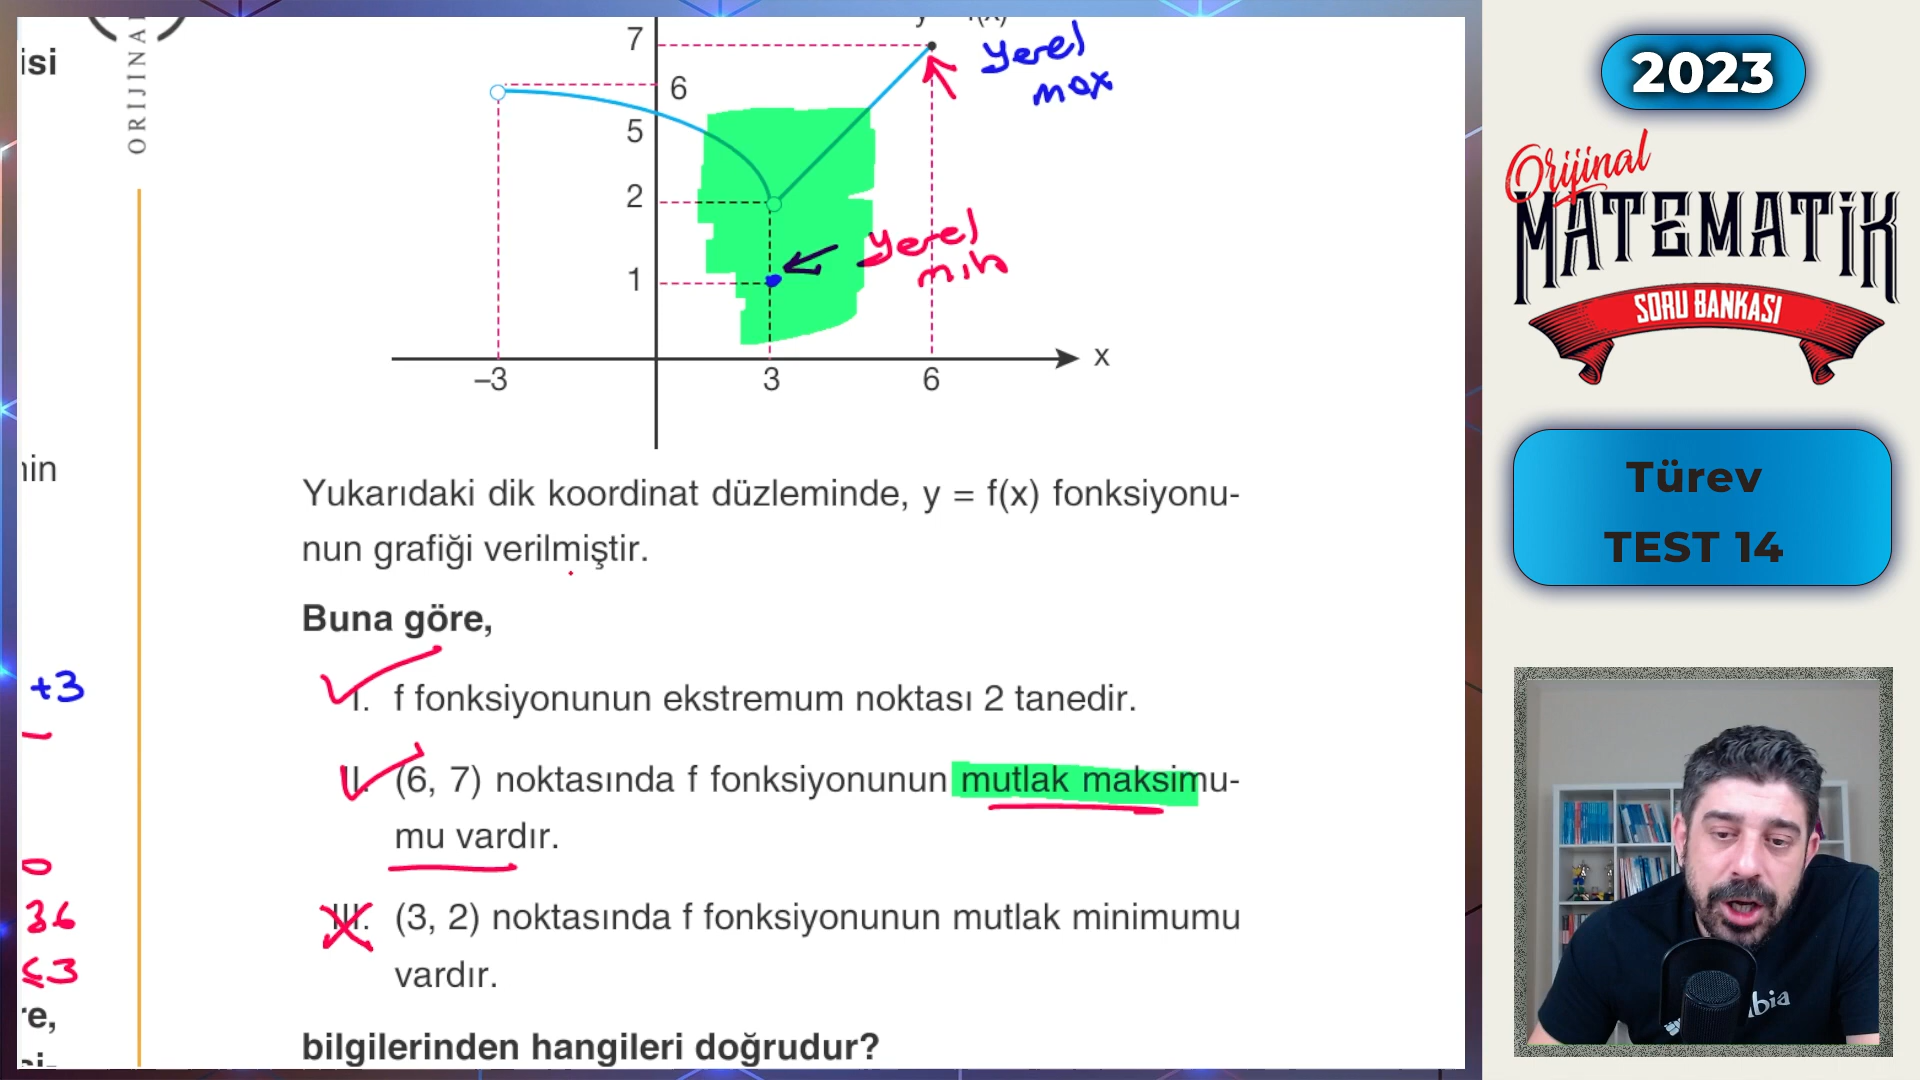 isi
ORIJINAL
7
6
5
2
1
-3
3
6
x
yerel
max
yerel
min
Yukarıdaki dik koordinat düzleminde, y = f(x) fonksiyonu-
nun grafiği verilmiştir.
Buna göre,
I. f fonksiyonunun ekstremum noktası 2 tanedir.
II. (6, 7) noktasında f fonksiyonunun mutlak maksimu-
mu vardır.
III. (3, 2) noktasında f fonksiyonunun mutlak minimumu
vardır.
bilgilerinden hangileri doğrudur?
+3
36
≤3
re,
2023
Orijinal
MATEMATİK
SORU BANKASI
Türev
TEST 14